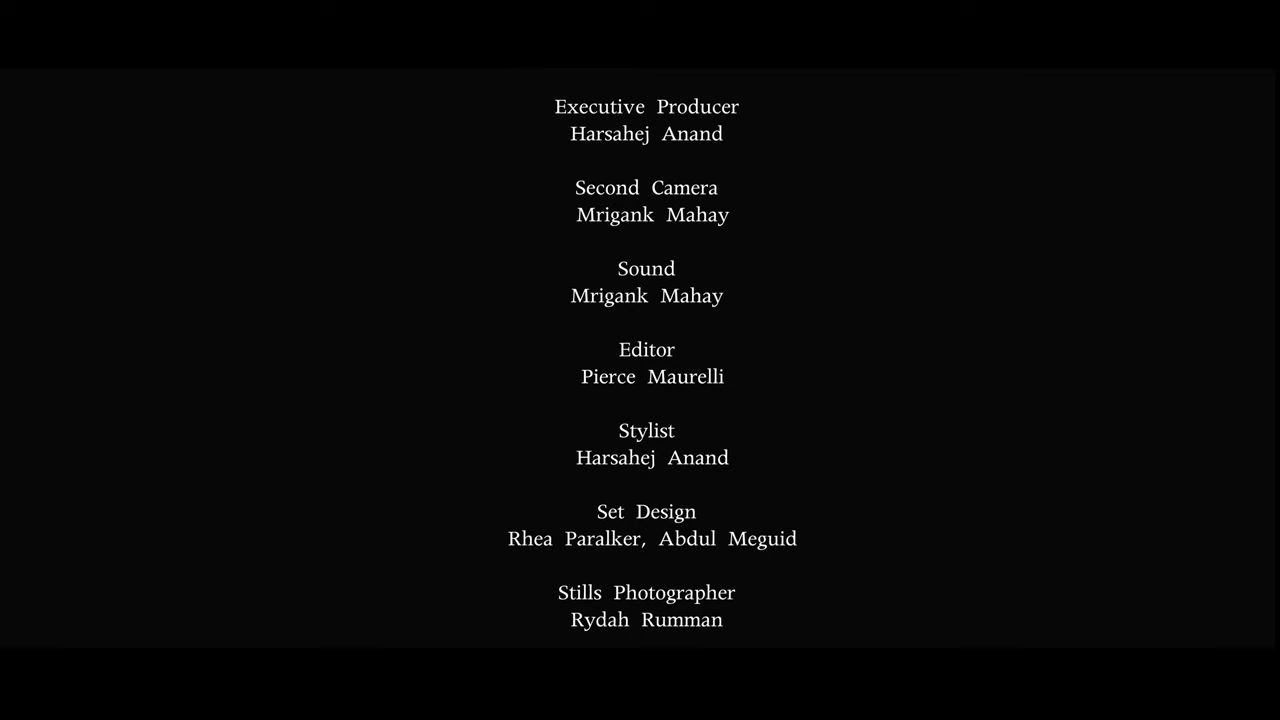 Executive Producer
Harsahej Anand
Second Camera
Mrigank Mahay
Sound
Mrigank Mahay
Editor
Pierce Maurelli
Stylist
Harsahej Anand
Set Design
Rhea Paralker, Abdul Meguid
Stills Photographer
Rydah Rumman